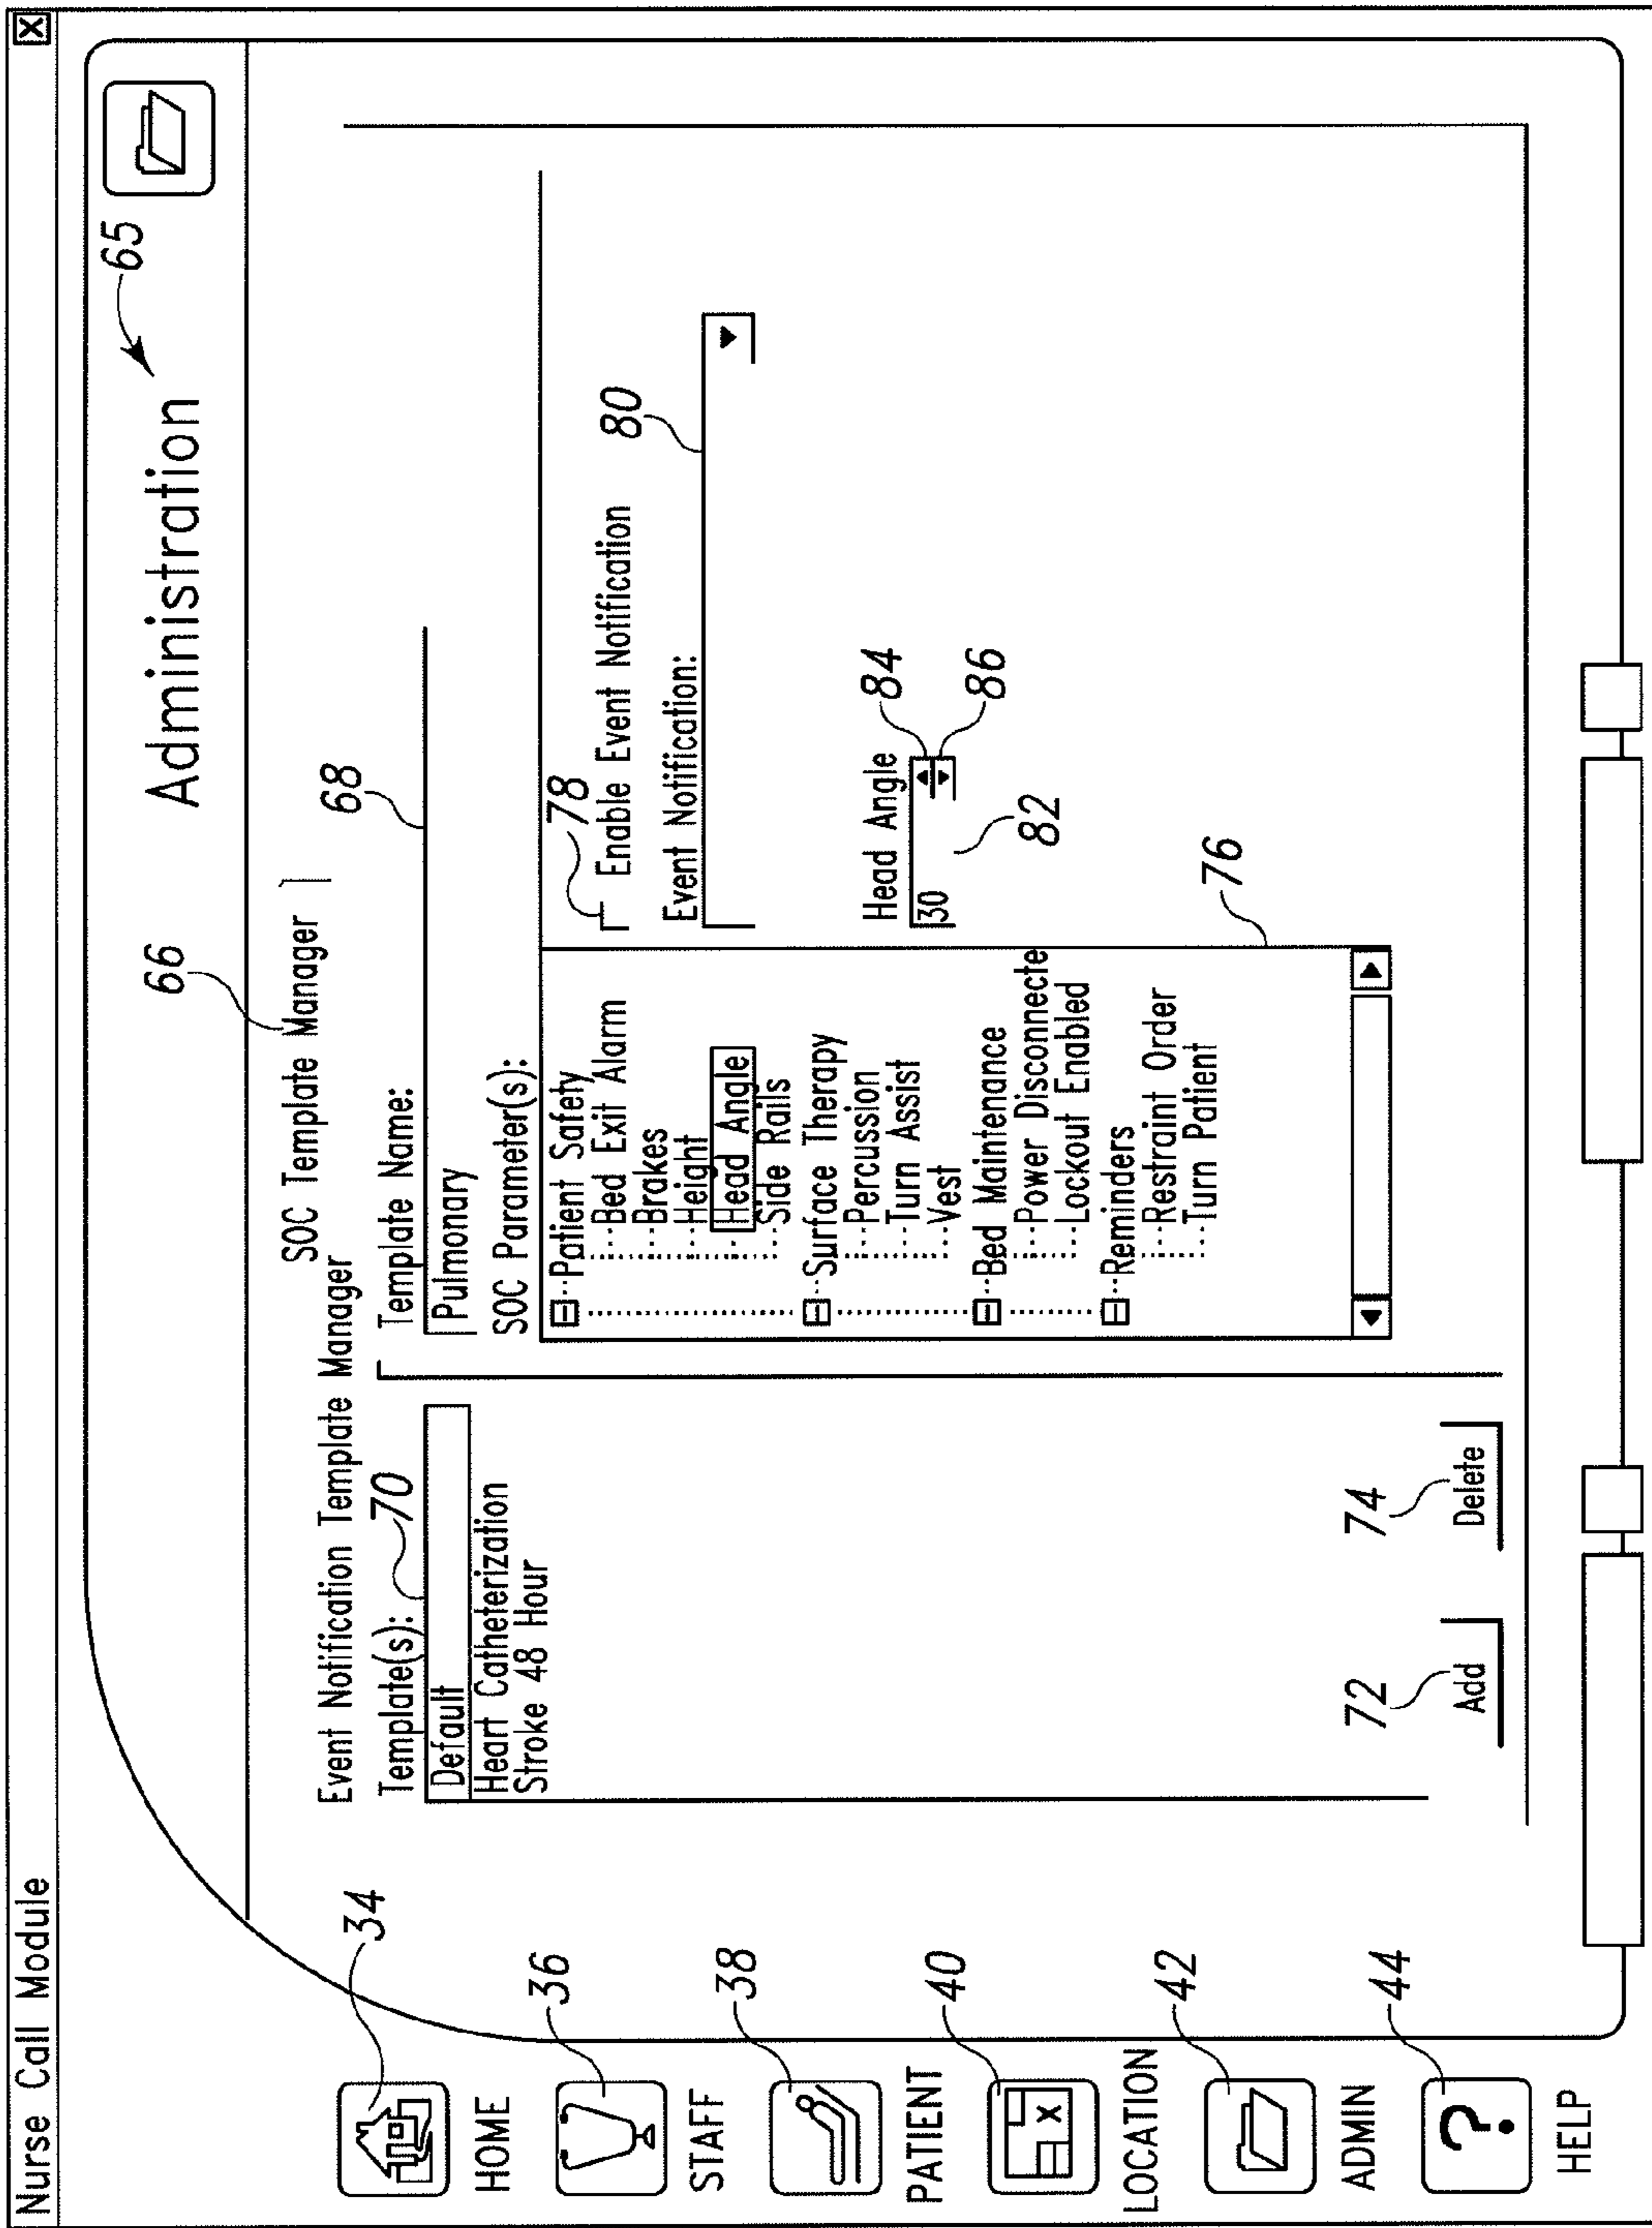 Nurse Call Module
X
Administration
65
66
SOC Template Manager
Event Notification Template Manager
Template(s):
70
Default
Heart Catheterization
Stroke 48 Hour
72
Add
74
Delete
Template Name:
68
Pulmonary
SOC Parameter(s):
Patient Safety
Bed Exit Alarm
Brakes
Height
Head Angle
Side Rails
Surface Therapy
Percussion
Turn Assist
Vest
Bed Maintenance
Power Disconnecte
Lockout Enabled
Reminders
Restraint Order
Turn Patient
76
78
Enable Event Notification
Event Notification:
80
Head Angle
30
84
86
82
34
HOME
36
STAFF
38
PATIENT
40
X
LOCATION
42
ADMIN
44
?
HELP